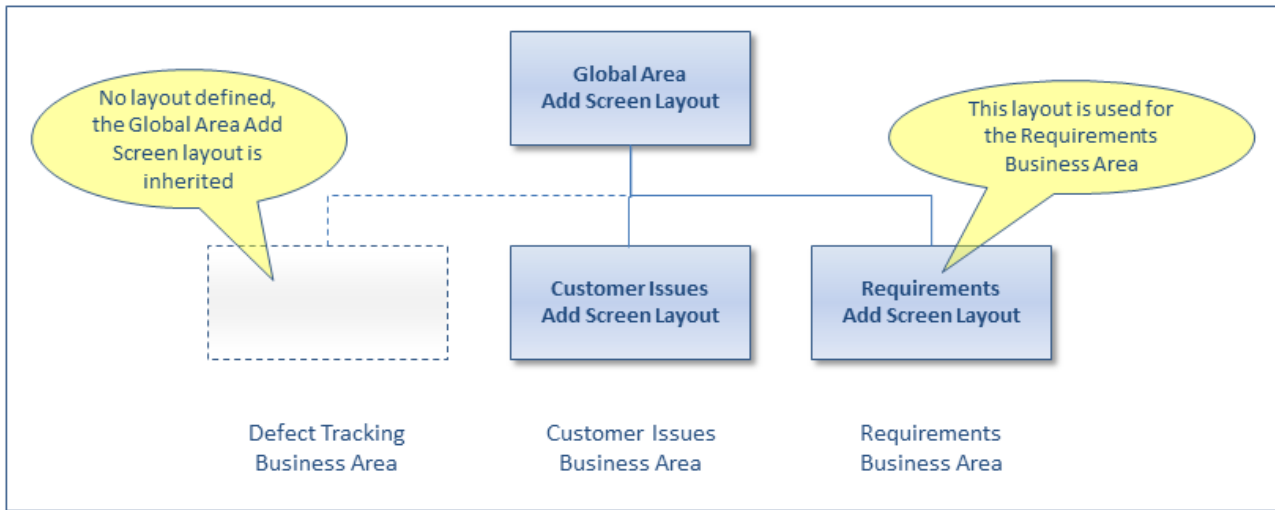 Global Area
Add Screen Layout
No layout defined,
the Global Area Add
Screen layout is
inherited
This layout is used for
the Requirements
Business Area
Customer Issues
Add Screen Layout
Requirements
Add Screen Layout
Defect Tracking
Business Area
Customer Issues
Business Area
Requirements
Business Area